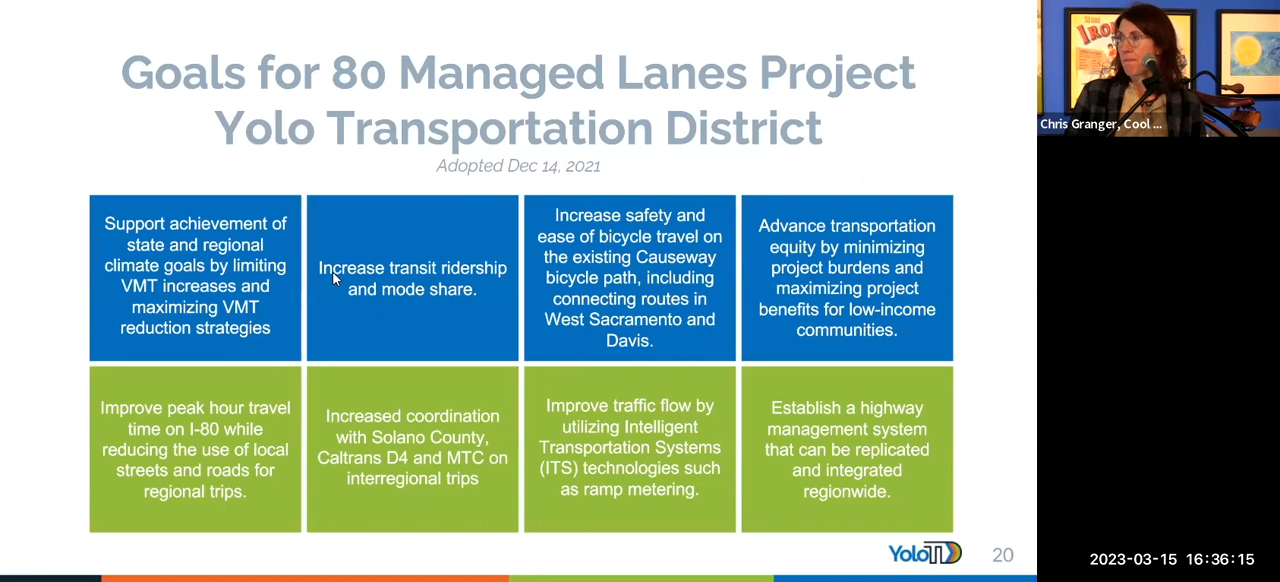 Goals for 80 Managed Lanes Project
Yolo Transportation District
Adopted Dec 14, 2021
Support achievement of
state and regional
climate goals by limiting
VMT increases and
maximizing VMT
reduction strategies
Increase transit ridership
and mode share.
Increase safety and
ease of bicycle travel on
the existing Causeway
bicycle path, including
connecting routes in
West Sacramento and
Davis.
Advance transportation
equity by minimizing
project burdens and
maximizing project
benefits for low-income
communities.
Improve peak hour travel
time on I-80 while
reducing the use of local
streets and roads for
regional trips.
Increased coordination
with Solano County,
Caltrans D4 and MTC on
interregional trips
Improve traffic flow by
utilizing Intelligent
Transportation Systems
(ITS) technologies such
as ramp metering.
Establish a highway
management system
that can be replicated
and integrated
regionwide.
YoloTD
20
Chris Granger, Cool ...
2023-03-15 16:36:15